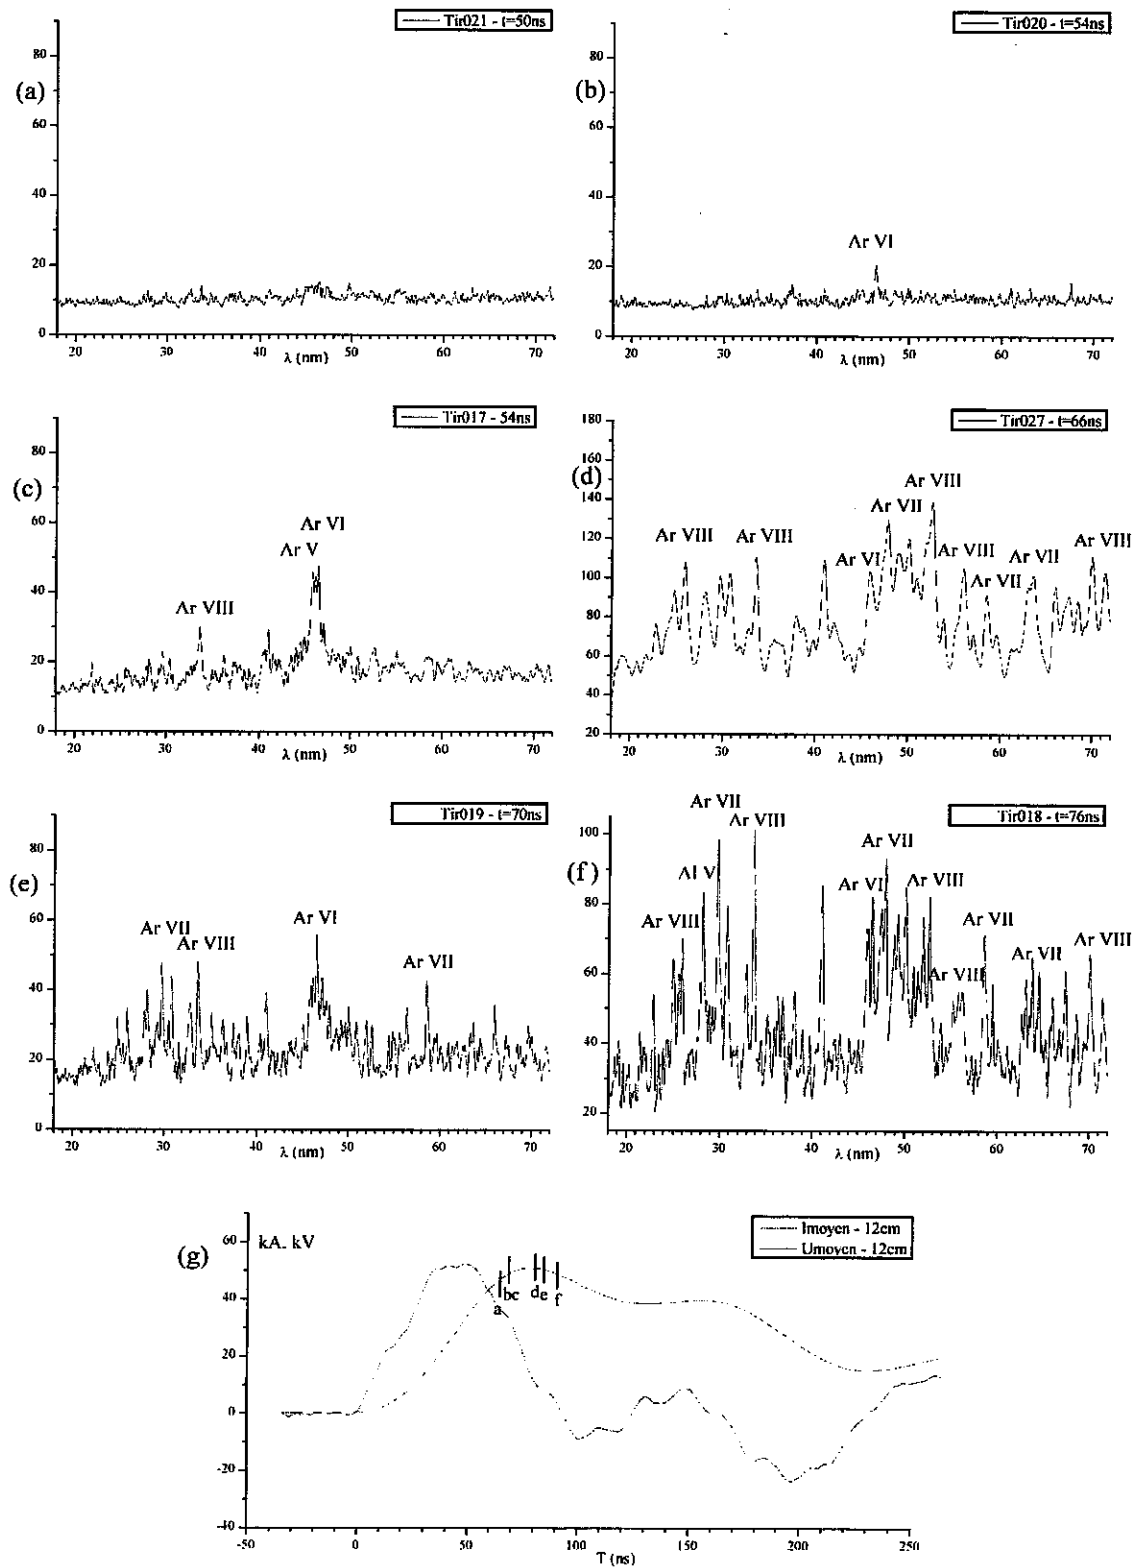 Tir021 - t=50ns
(a)
80
60
40
20
0
20 30 40 50 60 70
λ (nm)
Tir020 - t=54ns
(b)
80
60
40
Ar VI
20
0
20 30 40 50 60 70
λ (nm)
Tir017 - 54ns
(c)
80
60
Ar VI
Ar V
40
Ar VIII
20
0
20 30 40 50 60 70
λ (nm)
Tir027 - t=66ns
(d)
180
160
140
120
100
80
60
40
20
Ar VIII
Ar VII
Ar VIII Ar VIII Ar VI Ar VIII Ar VII Ar VII Ar VIII
20 30 40 50 60 70
λ (nm)
Tir019 - t=70ns
(e)
80
60
40
20
0
Ar VII
Ar VIII
Ar VI
Ar VII
20 30 40 50 60 70
λ (nm)
Tir018 - t=76ns
(f)
100
80
60
40
20
Ar VII
Ar VIII
Al V
Ar VIII
Ar VII
Ar VI
Ar VIII
Ar VIII
Ar VII
Ar VII
Ar VIII
20 30 40 50 60 70
λ (nm)
(g)
kA. kV
Imoyen - 12cm
Umoyen - 12cm
60
40
20
0
-20
-40
a
bc
de
f
-50 0 50 100 150 200 250
T (ns)